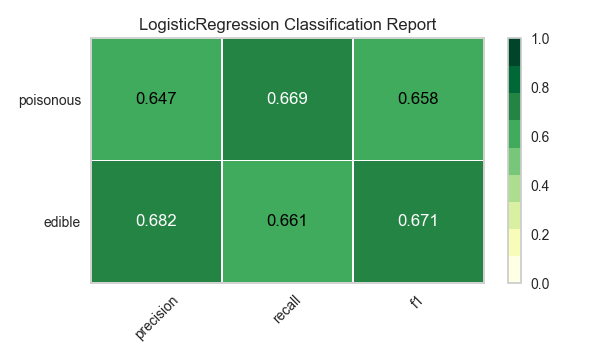 LogisticRegression Classification Report
poisonous 0.647 0.669 0.658
edible 0.682 0.661 0.671
precision recall f1
1.0
0.8
0.6
0.4
0.2
0.0